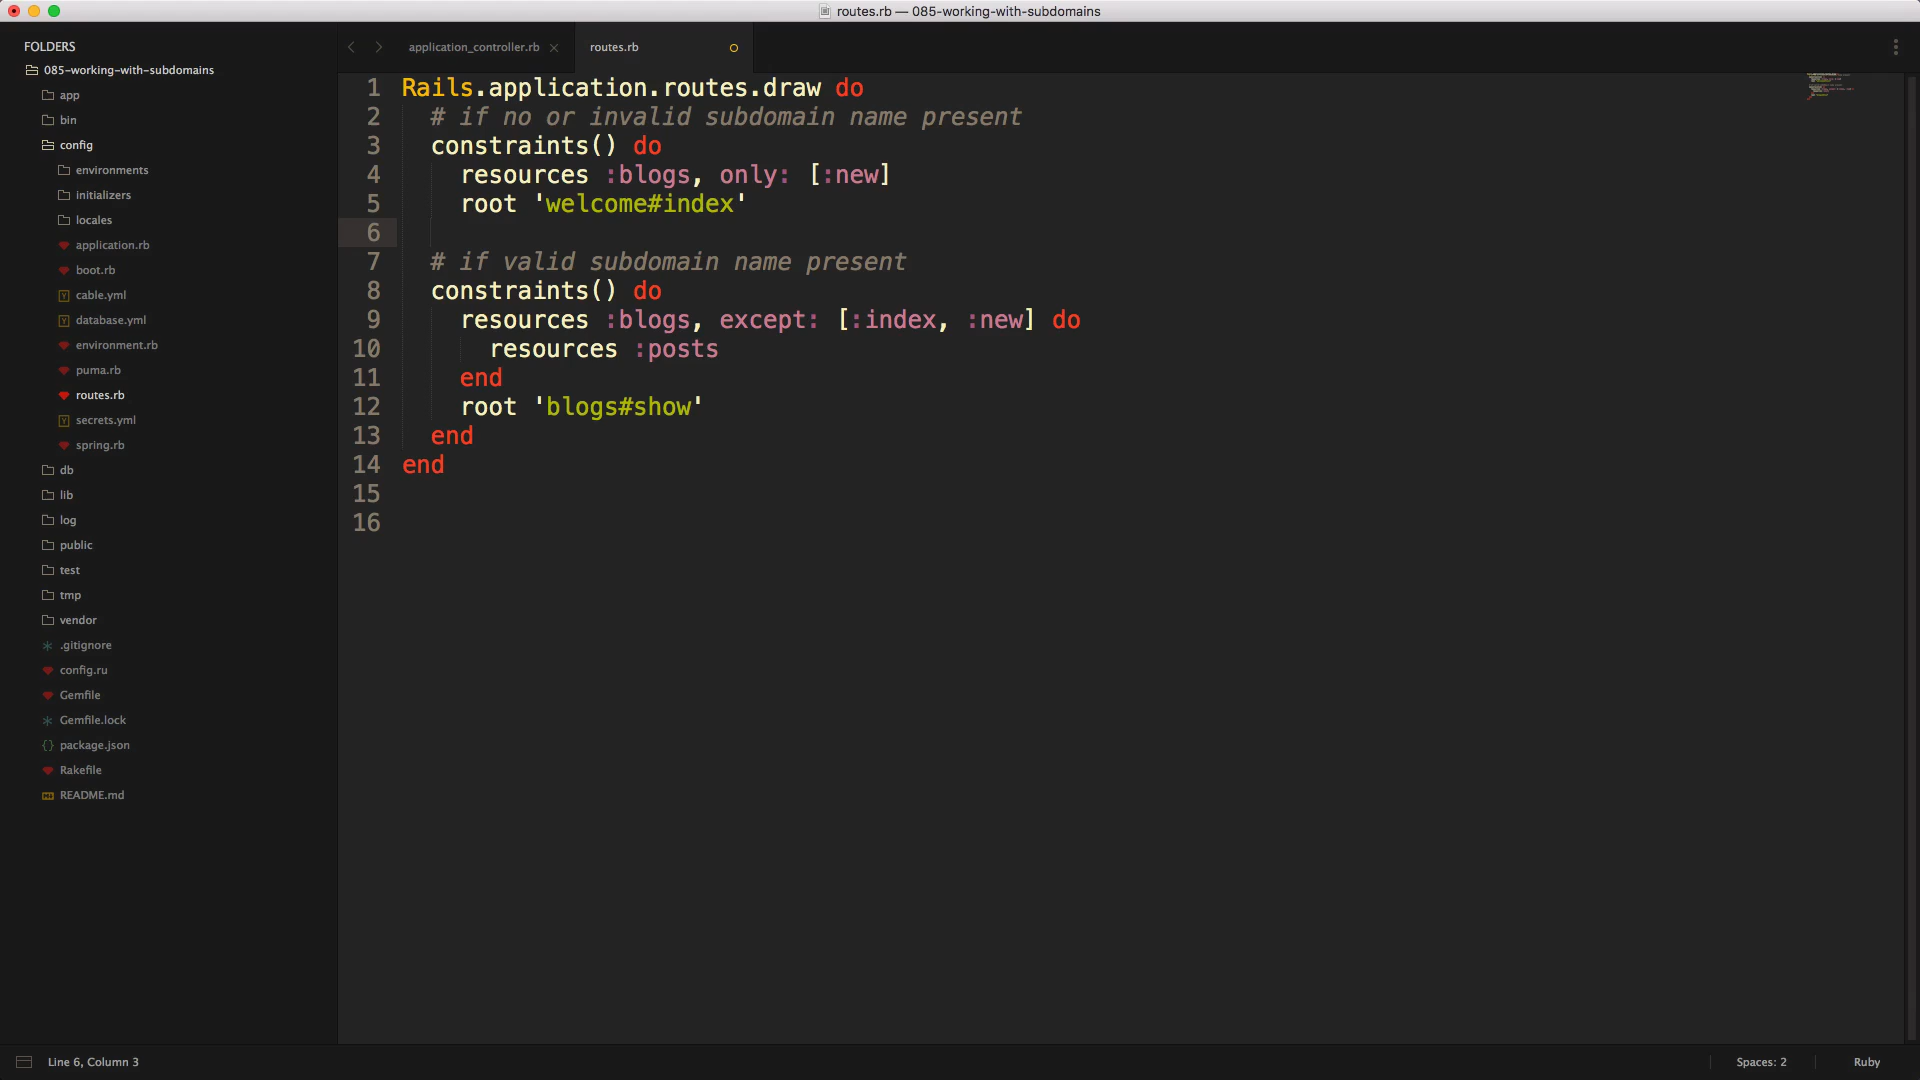 routes.rb — 085-working-with-subdomains
FOLDERS
085-working-with-subdomains
app
bin
config
environments
initializers
locales
application.rb
boot.rb
cable.yml
database.yml
environment.rb
puma.rb
routes.rb
secrets.yml
spring.rb
db
lib
log
public
test
tmp
vendor
.gitignore
config.ru
Gemfile
Gemfile.lock
package.json
Rakefile
README.md
application_controller.rb
routes.rb
1 Rails.application.routes.draw do
2 # if no or invalid subdomain name present
3 constraints() do
4 resources :blogs, only: [:new]
5 root 'welcome#index'
6
7 # if valid subdomain name present
8 constraints() do
9 resources :blogs, except: [:index, :new] do
10 resources :posts
11 end
12 root 'blogs#show'
13 end
14 end
15
16
Line 6, Column 3
Spaces: 2
Ruby